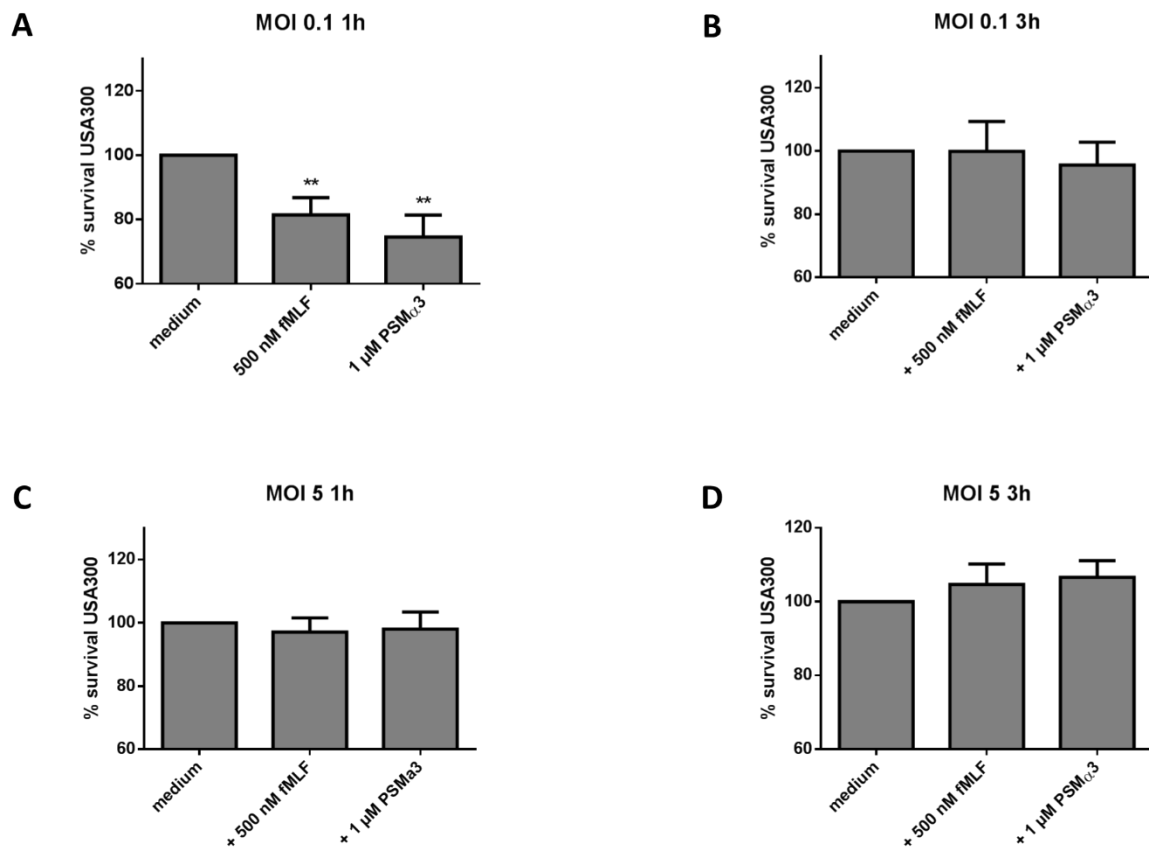 A
MOI 0.1 1h
% survival USA300
120
100
80
60
**
**
medium
500 nM fMLF
1 µM PSMα3
B
MOI 0.1 3h
% survival USA300
120
100
80
60
medium
+ 500 nM fMLF
+ 1 µM PSMα3
C
MOI 5 1h
% survival USA300
120
100
80
60
medium
+ 500 nM fMLF
+ 1 µM PSMa3
D
MOI 5 3h
% survival USA300
120
100
80
60
medium
+ 500 nM fMLF
+ 1 µM PSMα3